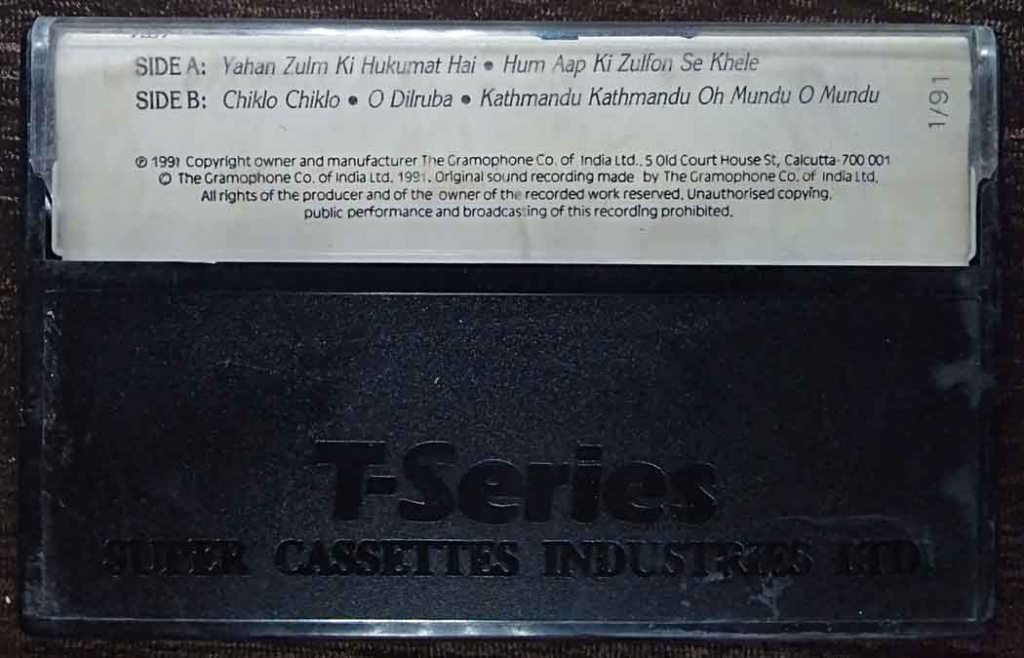 SIDE A: Yahan Zulm Ki Hukumat Hai • Hum Aap Ki Zulfon Se Khele
SIDE B: Chiklo Chiklo • O Dilruba • Kathmandu Kathmandu Oh Mundu O Mundu
1/91
℗ 1991 Copyright owner and manufacturer The Gramophone Co. of India Ltd., 5 Old Court House St, Calcutta-700 001
© The Gramophone Co. of India Ltd. 1991. Original sound recording made by The Gramophone Co. of India Ltd.
All rights of the producer and of the owner of the recorded work reserved. Unauthorised copying,
public performance and broadcasting of this recording prohibited.
T-Series
SUPER CASSETTES INDUSTRIES LTD.